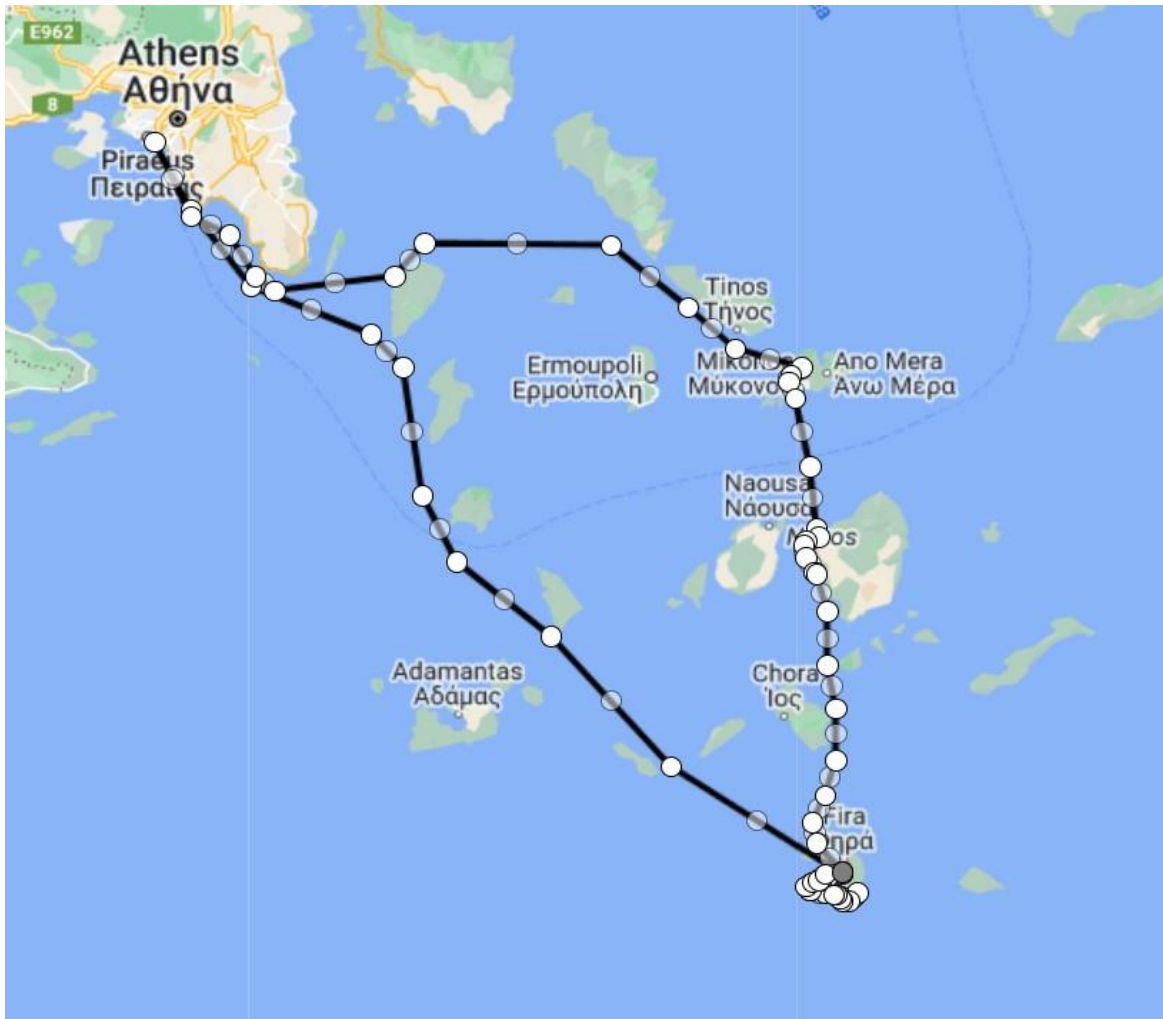 E962
Athens
Αθήνα
8
Piraeus
Πειραιάς
Tinos
Τήνος
Ermoupoli
Ερμούπολη
Ano Mera
Άνω Μέρα
Naousa
Νάουσα
Adamantas
Αδάμας
Chora
Ίος
Fira